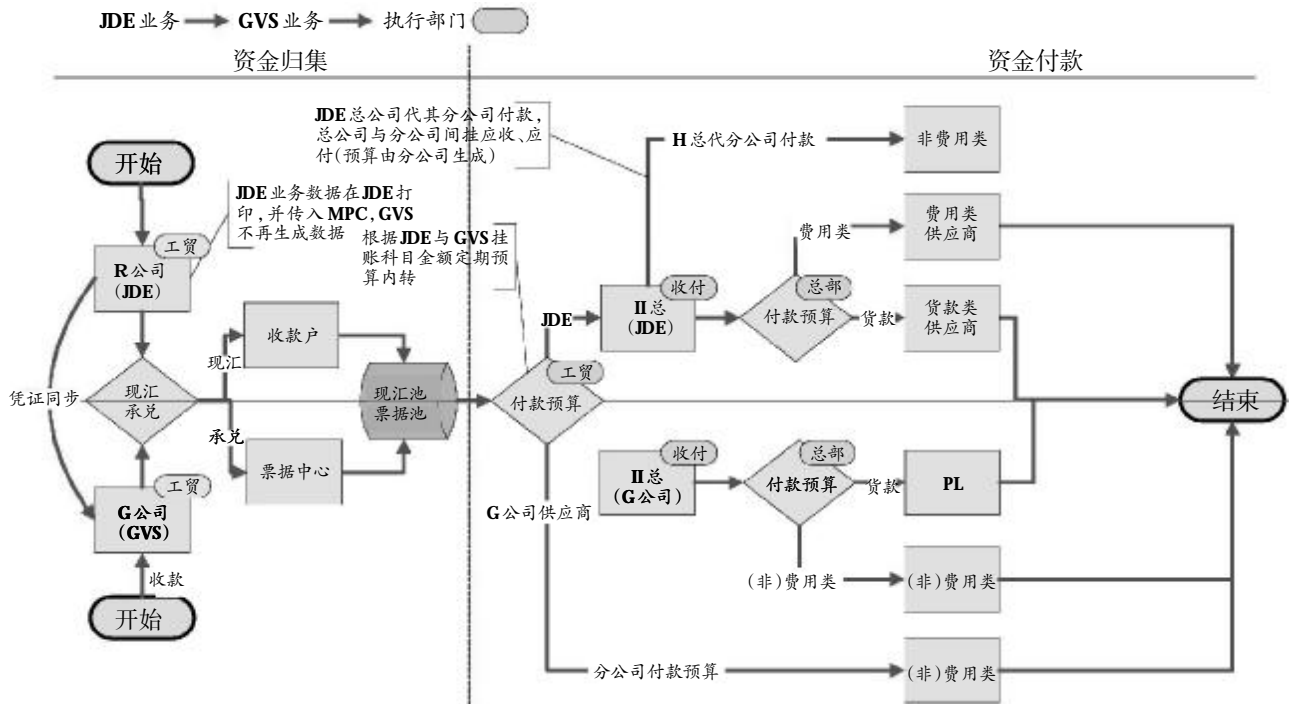 JDE业务 GVS业务 执行部门
资金归集
资金付款
JDE总公司代其分公司付款,
总公司与分公司间挂应收、应
付(预算由分公司生成)
H总代分公司付款
非费用类
开始
JDE业务数据在JDE打
印,并传入MPC,GVS
不再生成数据
根据JDE与GVS挂
账科目金额定期预
算内转
工贸
R公司
(JDE)
费用类
费用类
供应商
收付
II总
(JDE)
总部
付款预算
货款
货款类
供应商
JDE
收款户
现汇
凭证同步
现汇
承兑
现汇池
票据池
工贸
付款预算
结束
承兑
票据中心
收付
II总
(G公司)
总部
付款预算
货款
PL
工贸
G公司
(GVS)
G公司供应商
收款
(非)费用类
(非)费用类
开始
分公司付款预算
(非)费用类